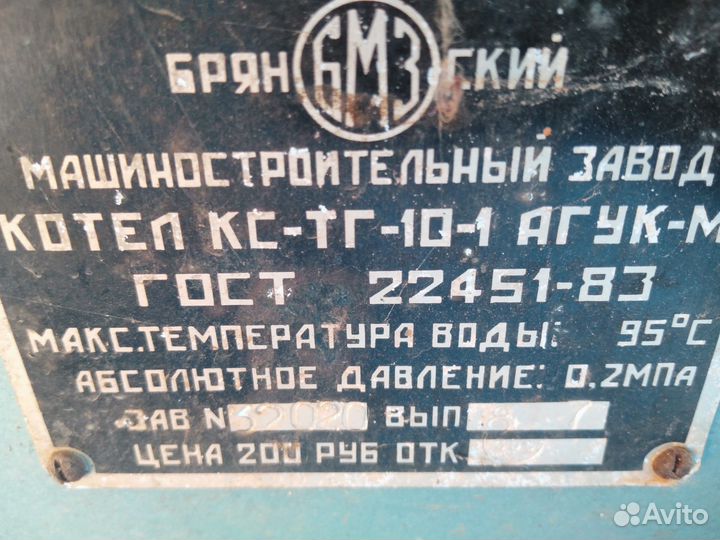 БРЯН БМЗ СКИЙ
МАШИНОСТРОИТЕЛЬНЫЙ ЗАВОД
КОТЕЛ КС-ТГ-10-1 АГУК-М
ГОСТ 22451-83
МАКС.ТЕМПЕРАТУРА ВОДЫ: 95°С
АБСОЛЮТНОЕ ДАВЛЕНИЕ: 0,2МПА
ЗАВ N 32020 ВЫП.
ЦЕНА 200 РУБ ОТК.
Avito